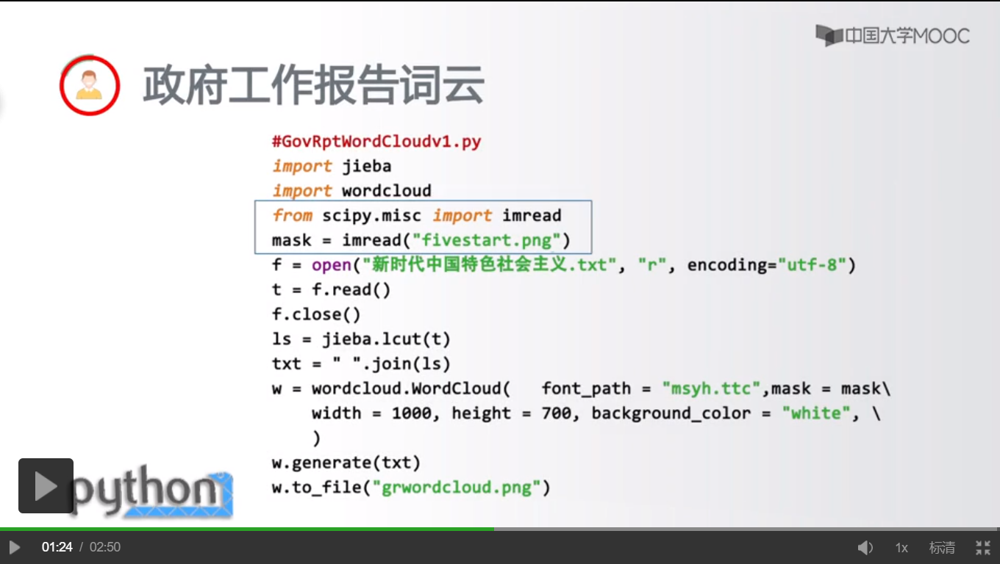 中国大学MOOC
政府工作报告词云
#GovRptWordCloudv1.py
import jieba
import wordcloud
from scipy.misc import imread
mask = imread("fivestart.png")
f = open("新时代中国特色社会主义.txt", "r", encoding="utf-8")
t = f.read()
f.close()
ls = jieba.lcut(t)
txt = " ".join(ls)
w = wordcloud.WordCloud(   font_path = "msyh.ttc",mask = mask\
    width = 1000, height = 700, background_color = "white", \
    )
w.generate(txt)
w.to_file("grwordcloud.png")
python
01:24 / 02:50 1x 标清